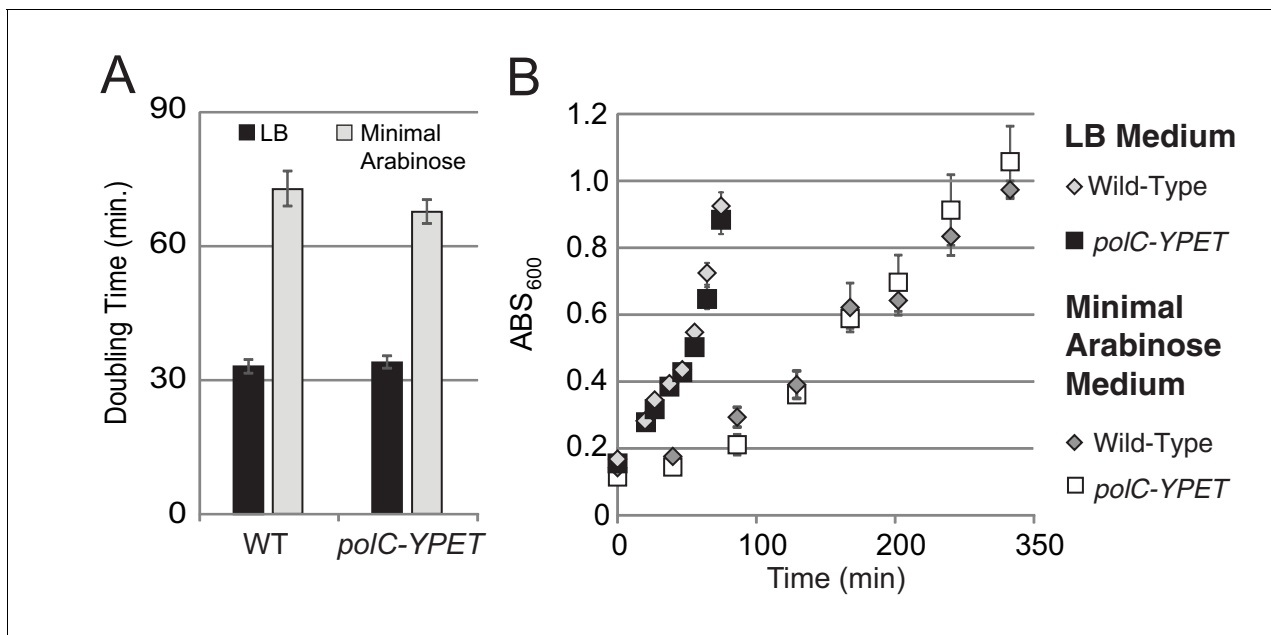 A
Doubling Time (min.)
90
60
30
0
LB
Minimal
Arabinose
WT
polC-YPET
B
ABS600
1.2
1.0
0.8
0.6
0.4
0.2
0
0
100
200
350
Time (min)
LB Medium
Wild-Type
polC-YPET
Minimal
Arabinose
Medium
Wild-Type
polC-YPET